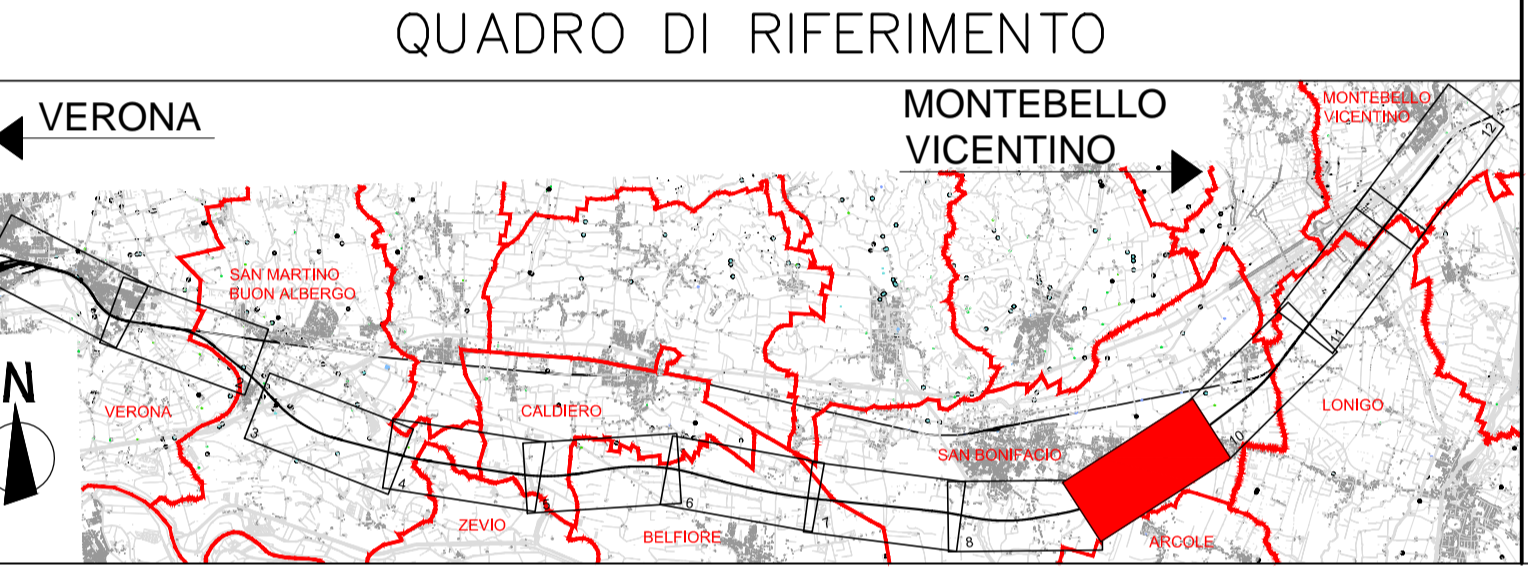 QUADRO DI RIFERIMENTO
VERONA
MONTEBELLO
VICENTINO
MONTEBELLO
VICENTINO
12
SAN MARTINO
BUON ALBERGO
N
VERONA
CALDIERO
LONIGO
11
3
10
SAN BONIFACIO
4
5
6
7
8
ZEVIO
BELFIORE
ARCOLE